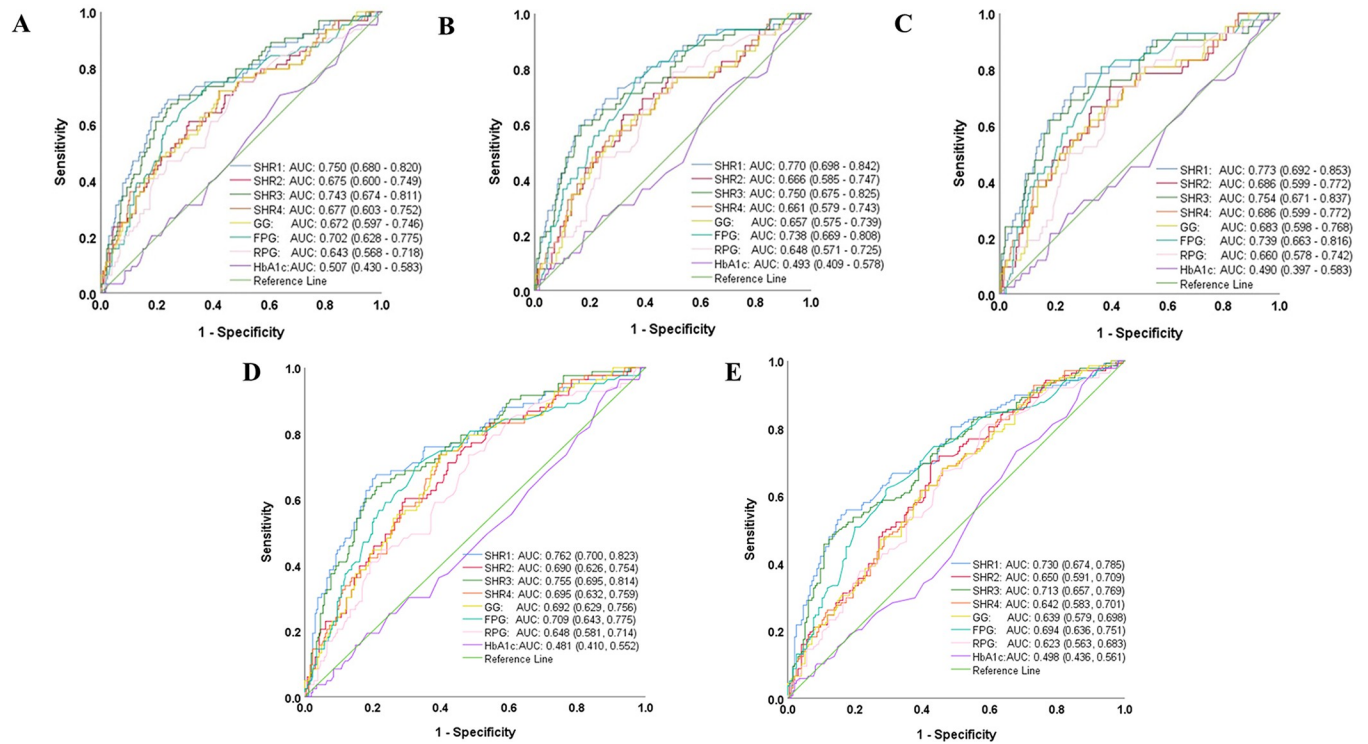 A
1.0
0.8
0.6
0.4
0.2
0.0
Sensitivity
SHR1: AUC: 0.750 (0.680 - 0.820)
SHR2: AUC: 0.675 (0.600 - 0.749)
SHR3: AUC: 0.743 (0.674 - 0.811)
SHR4: AUC: 0.677 (0.603 - 0.752)
GG: AUC: 0.672 (0.597 - 0.746)
FPG: AUC: 0.702 (0.628 - 0.775)
RPG: AUC: 0.643 (0.568 - 0.718)
HbA1c: AUC: 0.507 (0.430 - 0.583)
Reference Line
0.0 0.2 0.4 0.6 0.8 1.0
1 - Specificity
B
1.0
0.8
0.6
0.4
0.2
0.0
Sensitivity
SHR1: AUC: 0.770 (0.698 - 0.842)
SHR2: AUC: 0.666 (0.585 - 0.747)
SHR3: AUC: 0.750 (0.675 - 0.825)
SHR4: AUC: 0.661 (0.579 - 0.743)
GG: AUC: 0.657 (0.575 - 0.739)
FPG: AUC: 0.738 (0.669 - 0.808)
RPG: AUC: 0.648 (0.571 - 0.725)
HbA1c: AUC: 0.493 (0.409 - 0.578)
Reference Line
0.0 0.2 0.4 0.6 0.8 1.0
1 - Specificity
C
1.0
0.8
0.6
0.4
0.2
0.0
Sensitivity
SHR1: AUC: 0.773 (0.692 - 0.853)
SHR2: AUC: 0.686 (0.599 - 0.772)
SHR3: AUC: 0.754 (0.671 - 0.837)
SHR4: AUC: 0.686 (0.599 - 0.772)
GG: AUC: 0.683 (0.598 - 0.768)
FPG: AUC: 0.739 (0.663 - 0.816)
RPG: AUC: 0.660 (0.578 - 0.742)
HbA1c: AUC: 0.490 (0.397 - 0.583)
Reference Line
0.0 0.2 0.4 0.6 0.8 1.0
1 - Specificity
D
1.0
0.8
0.6
0.4
0.2
0.0
Sensitivity
SHR1: AUC: 0.762 (0.700, 0.823)
SHR2: AUC: 0.690 (0.626, 0.754)
SHR3: AUC: 0.755 (0.695, 0.814)
SHR4: AUC: 0.695 (0.632, 0.759)
GG: AUC: 0.692 (0.629, 0.756)
FPG: AUC: 0.709 (0.643, 0.775)
RPG: AUC: 0.648 (0.581, 0.714)
HbA1c:AUC: 0.481 (0.410, 0.552)
Reference Line
0.0 0.2 0.4 0.6 0.8 1.0
1 - Specificity
E
1.0
0.8
0.6
0.4
0.2
0.0
Sensitivity
SHR1: AUC: 0.730 (0.674, 0.785)
SHR2: AUC: 0.650 (0.591, 0.709)
SHR3: AUC: 0.713 (0.657, 0.769)
SHR4: AUC: 0.642 (0.583, 0.701)
GG: AUC: 0.639 (0.579, 0.698)
FPG: AUC: 0.694 (0.636, 0.751)
RPG: AUC: 0.623 (0.563, 0.683)
HbA1c:AUC: 0.498 (0.436, 0.561)
Reference Line
0.0 0.2 0.4 0.6 0.8 1.0
1 - Specificity